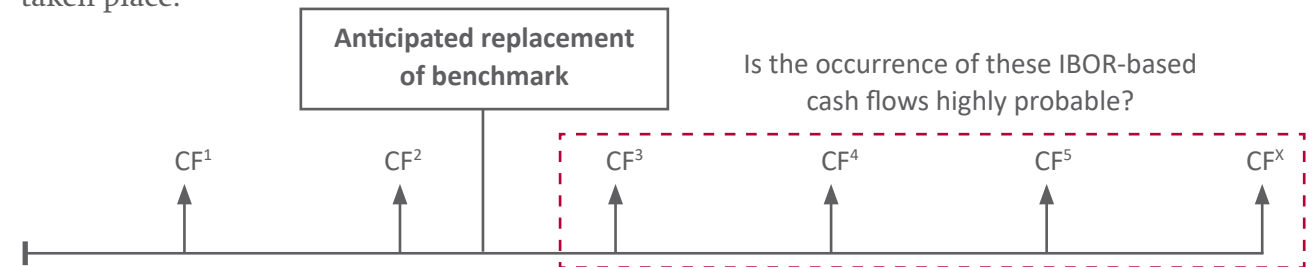 taken place.
Anticipated replacement
of benchmark
Is the occurrence of these IBOR-based
cash flows highly probable?
CF¹ CF² CF³ CF⁴ CF⁵ CFˣ